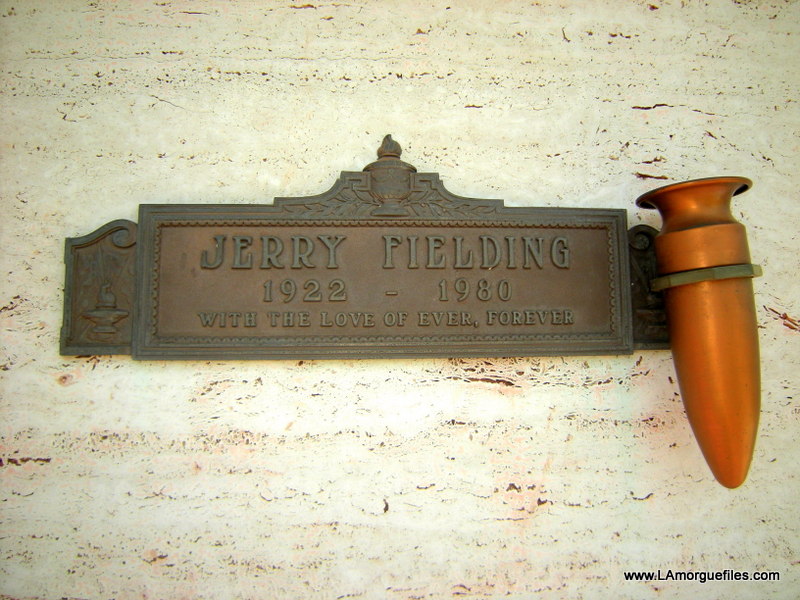 JERRY FIELDING
1922 - 1980
WITH THE LOVE OF EVER, FOREVER
www.LAmorguefiles.com